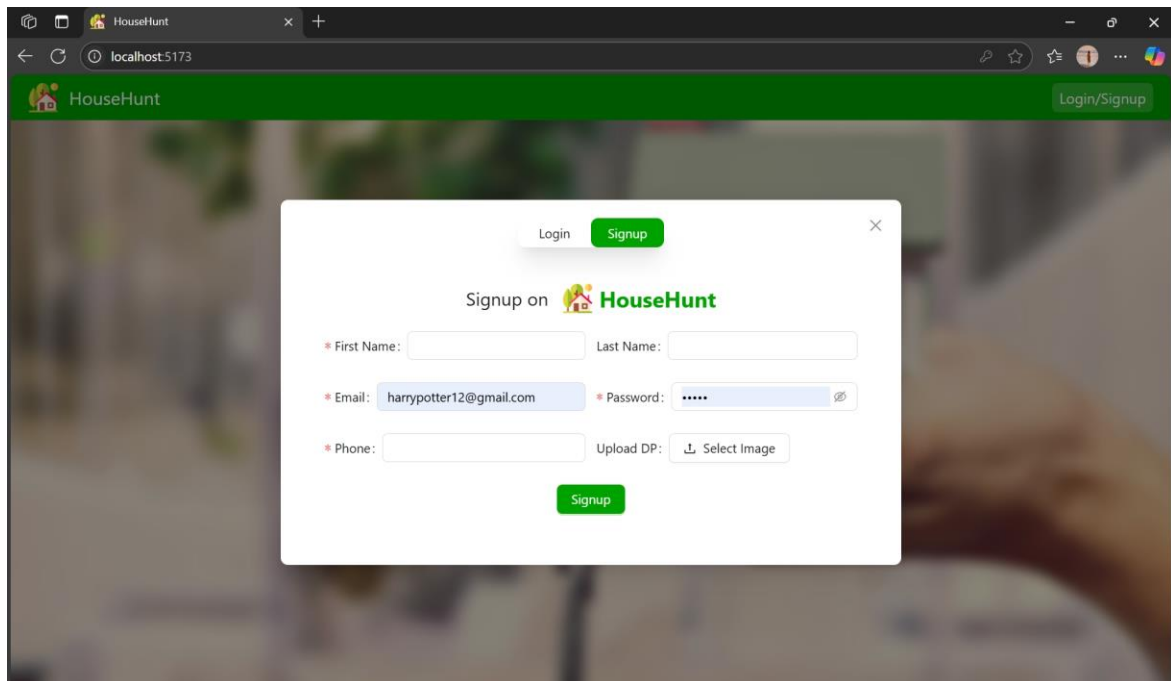 HouseHunt
localhost:5173
HouseHunt Login/Signup
Login Signup
Signup on HouseHunt
* First Name: Last Name:
* Email: harrypotter12@gmail.com * Password: •••••
* Phone: Upload DP: Select Image
Signup